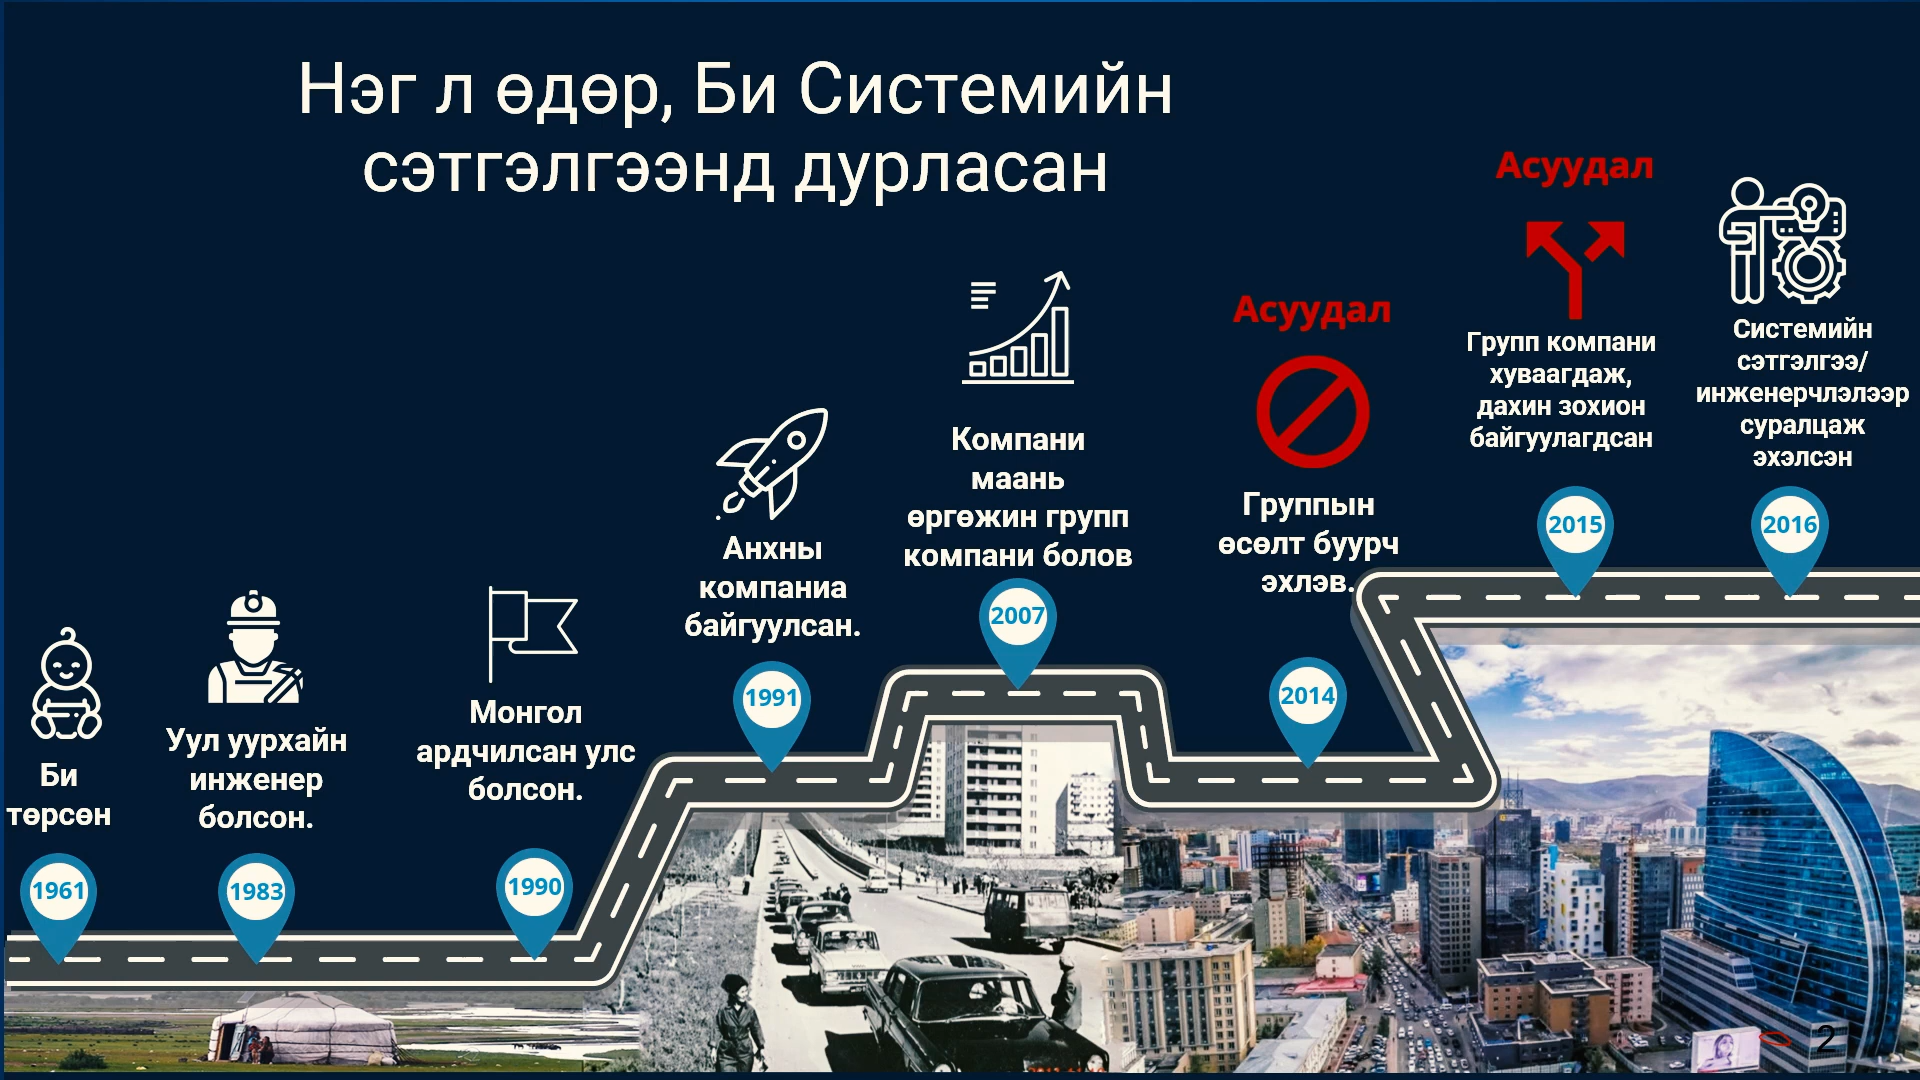 Нэг л өдөр, Би Системийн
сэтгэлгээнд дурласан
Би
төрсөн
1961
Уул уурхайн
инженер
болсон.
1983
Монгол
ардчилсан улс
болсон.
1990
Анхны
компаниа
байгуулсан.
1991
Компани
маань
өргөжин групп
компани болов
2007
Асуудал
Группын
өсөлт буурч
эхлэв.
2014
Асуудал
Групп компани
хуваагдаж,
дахин зохион
байгуулагдсан
2015
Системийн
сэтгэлгээ/
инженерчлэлээр
суралцаж
эхэлсэн
2016
2